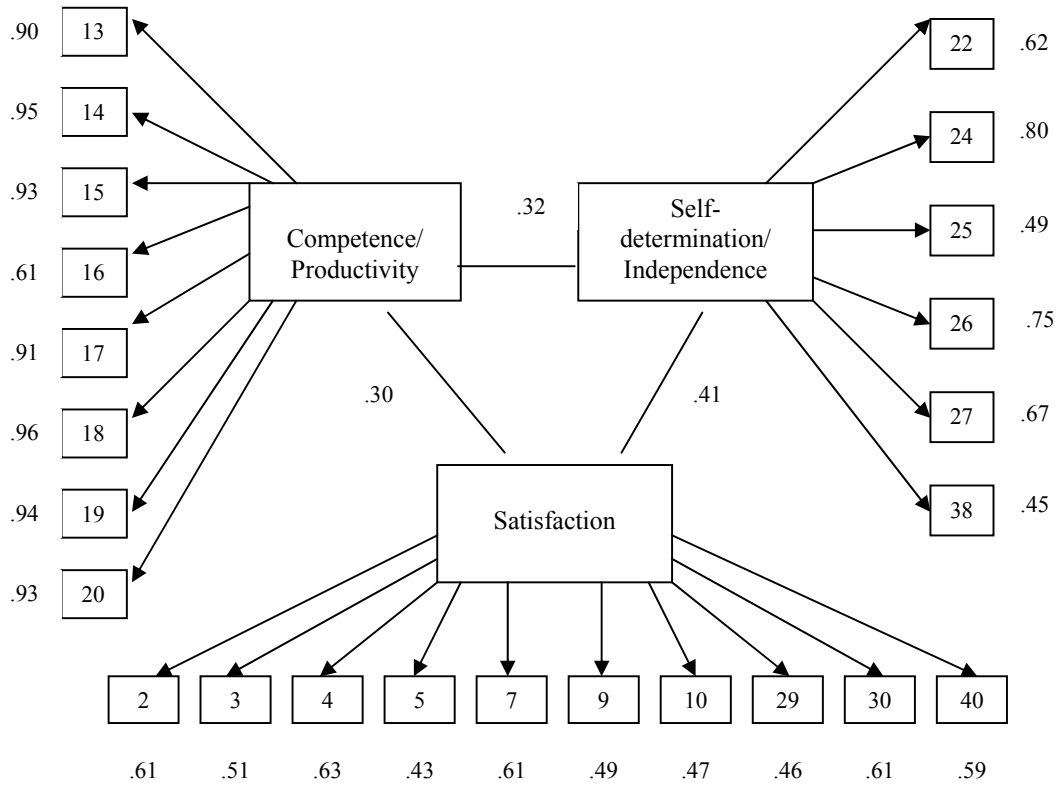 .90 13
.95 14
.93 15
.61 16
.91 17
.96 18
.94 19
.93 20
Competence/
Productivity
.32
Self-
determination/
Independence
22 .62
24 .80
25 .49
26 .75
27 .67
38 .45
.30
.41
Satisfaction
2 3 4 5 7 9 10 29 30 40
.61 .51 .63 .43 .61 .49 .47 .46 .61 .59